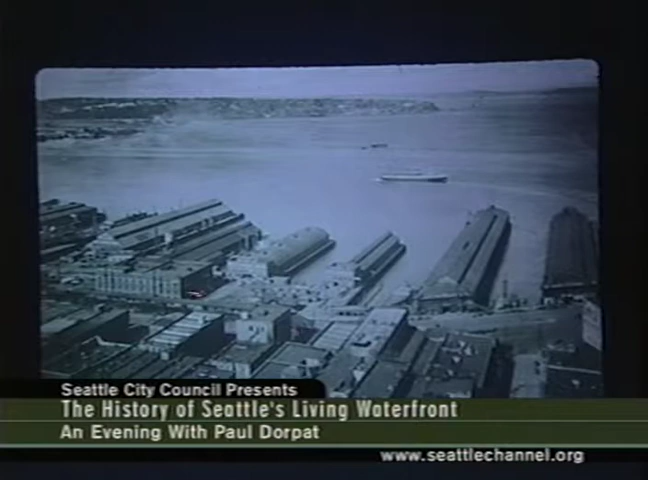 Seattle City Council Presents
The History of Seattle's Living Waterfront
An Evening With Paul Dorpat
www.seattlechannel.org